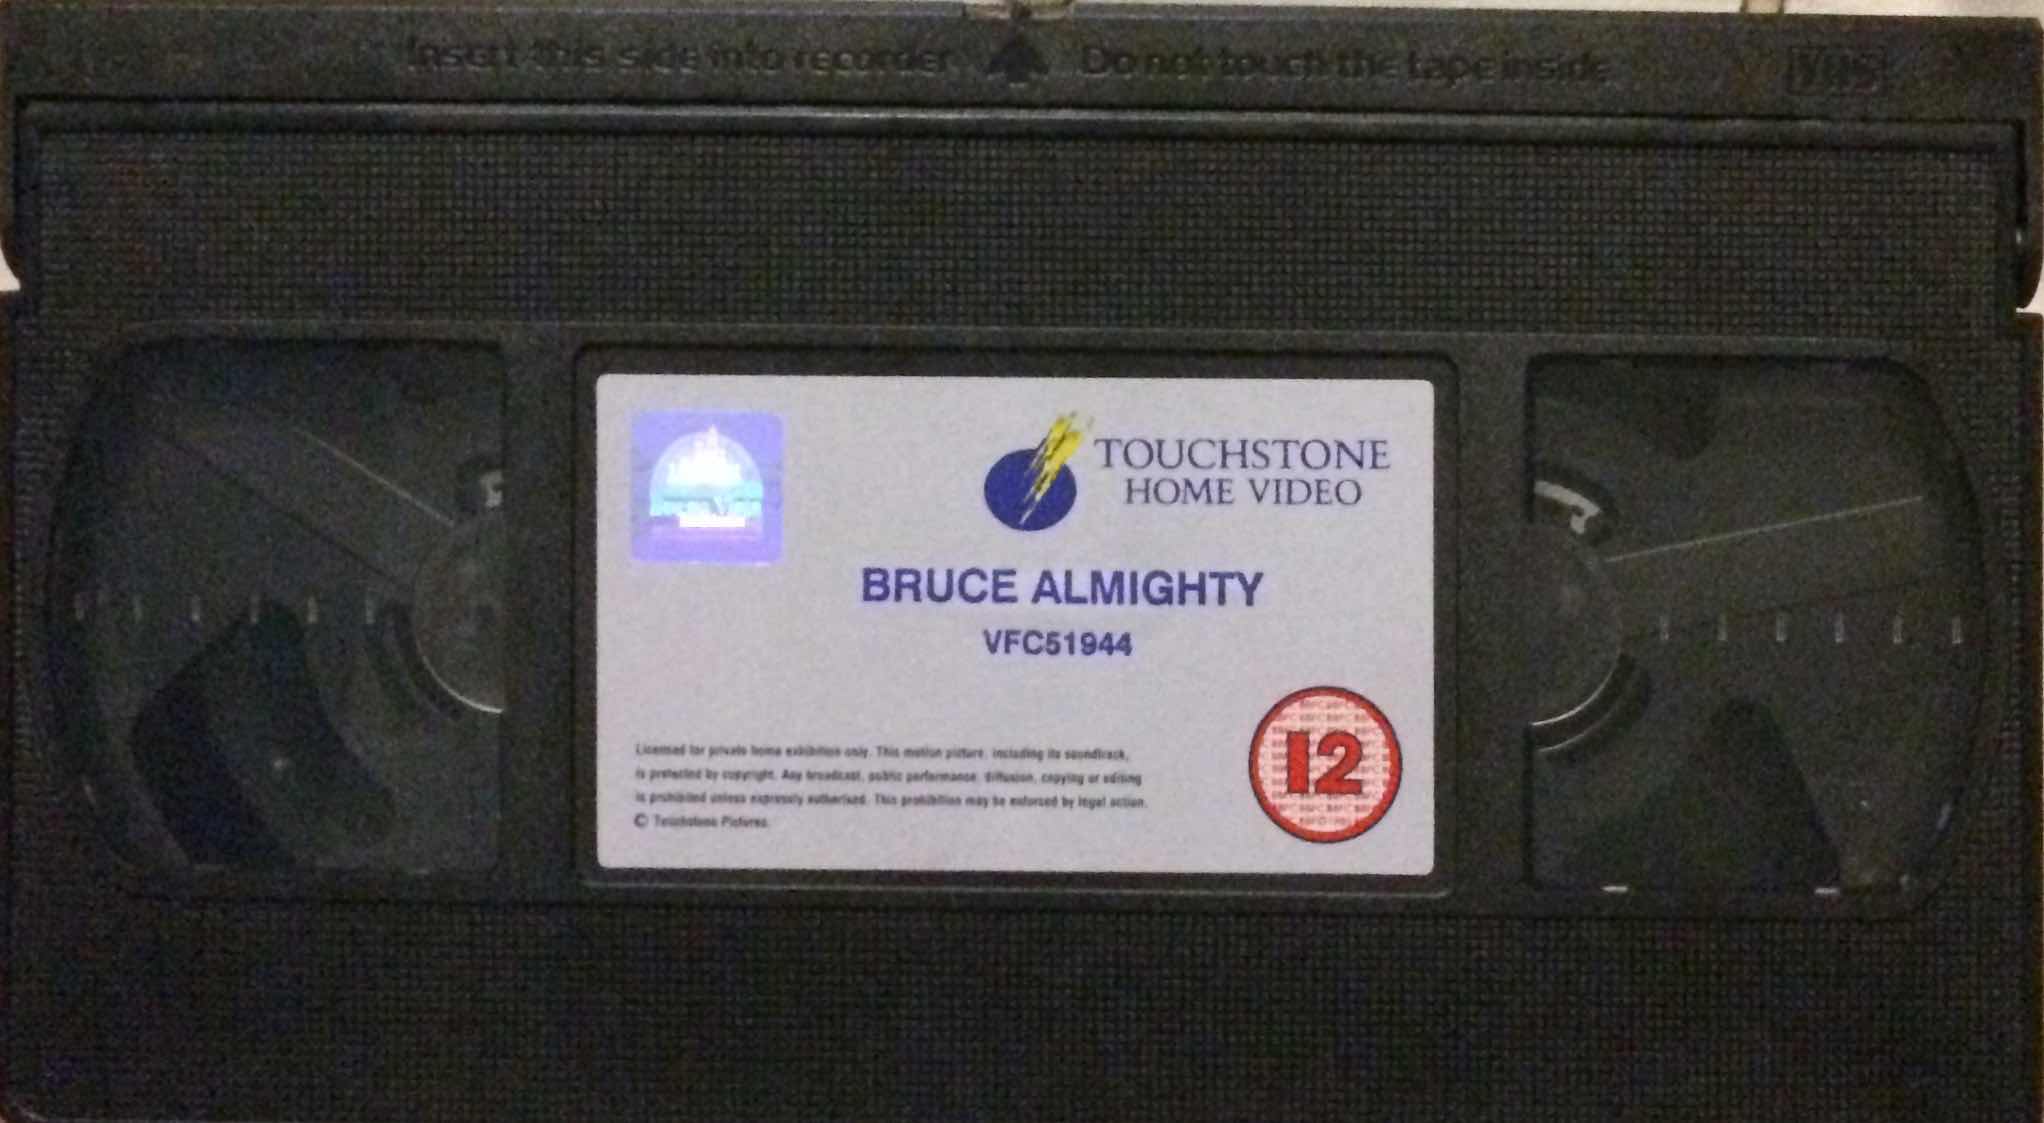 Insert this side into recorder Do not touch the tape inside VHS
TOUCHSTONE
HOME VIDEO
BRUCE ALMIGHTY
VFC51944
12
Licensed for private home exhibition only. This motion picture, including its soundtrack,
is protected by copyright. Any broadcast, public performance, diffusion, copying or editing
is prohibited unless expressly authorised. This prohibition may be enforced by legal action.
© Touchstone Pictures.